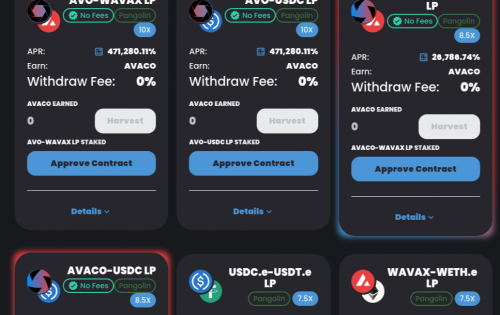 AVO-WAVAX LP
No Fees Pangolin
10X
APR: 471,280.11%
Earn: AVACO
Withdraw Fee: 0%
AVACO EARNED
0 Harvest
AVO-WAVAX LP STAKED
Approve Contract
Details
AVO-USDC LP
No Fees Pangolin
10X
APR: 471,280.11%
Earn: AVACO
Withdraw Fee: 0%
AVACO EARNED
0 Harvest
AVO-USDC LP STAKED
Approve Contract
Details
LP
No Fees Pangolin
8.5X
APR: 26,786.74%
Earn: AVACO
Withdraw Fee: 0%
AVACO EARNED
0 Harvest
AVACO-WAVAX LP STAKED
Approve Contract
Details
AVACO-USDC
LP
No Fees Pangolin
8.5X
USDC.e-USDT.e
LP
Pangolin 7.5X
WAVAX-WETH.e
LP
Pangolin 7.5X